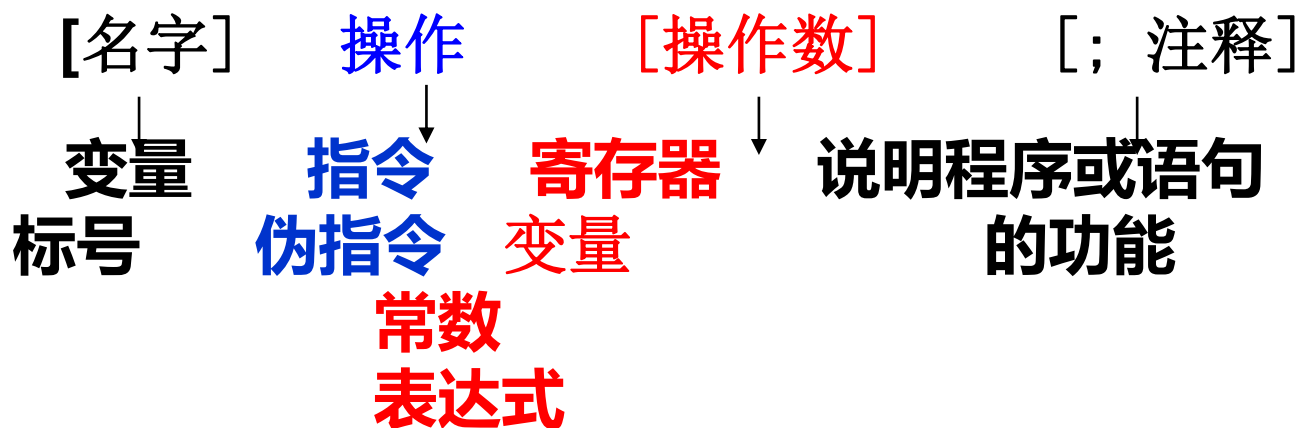 [名字] 操作 [操作数] [; 注释]
变量 指令 寄存器 说明程序或语句
标号 伪指令 变量 的功能
常数
表达式